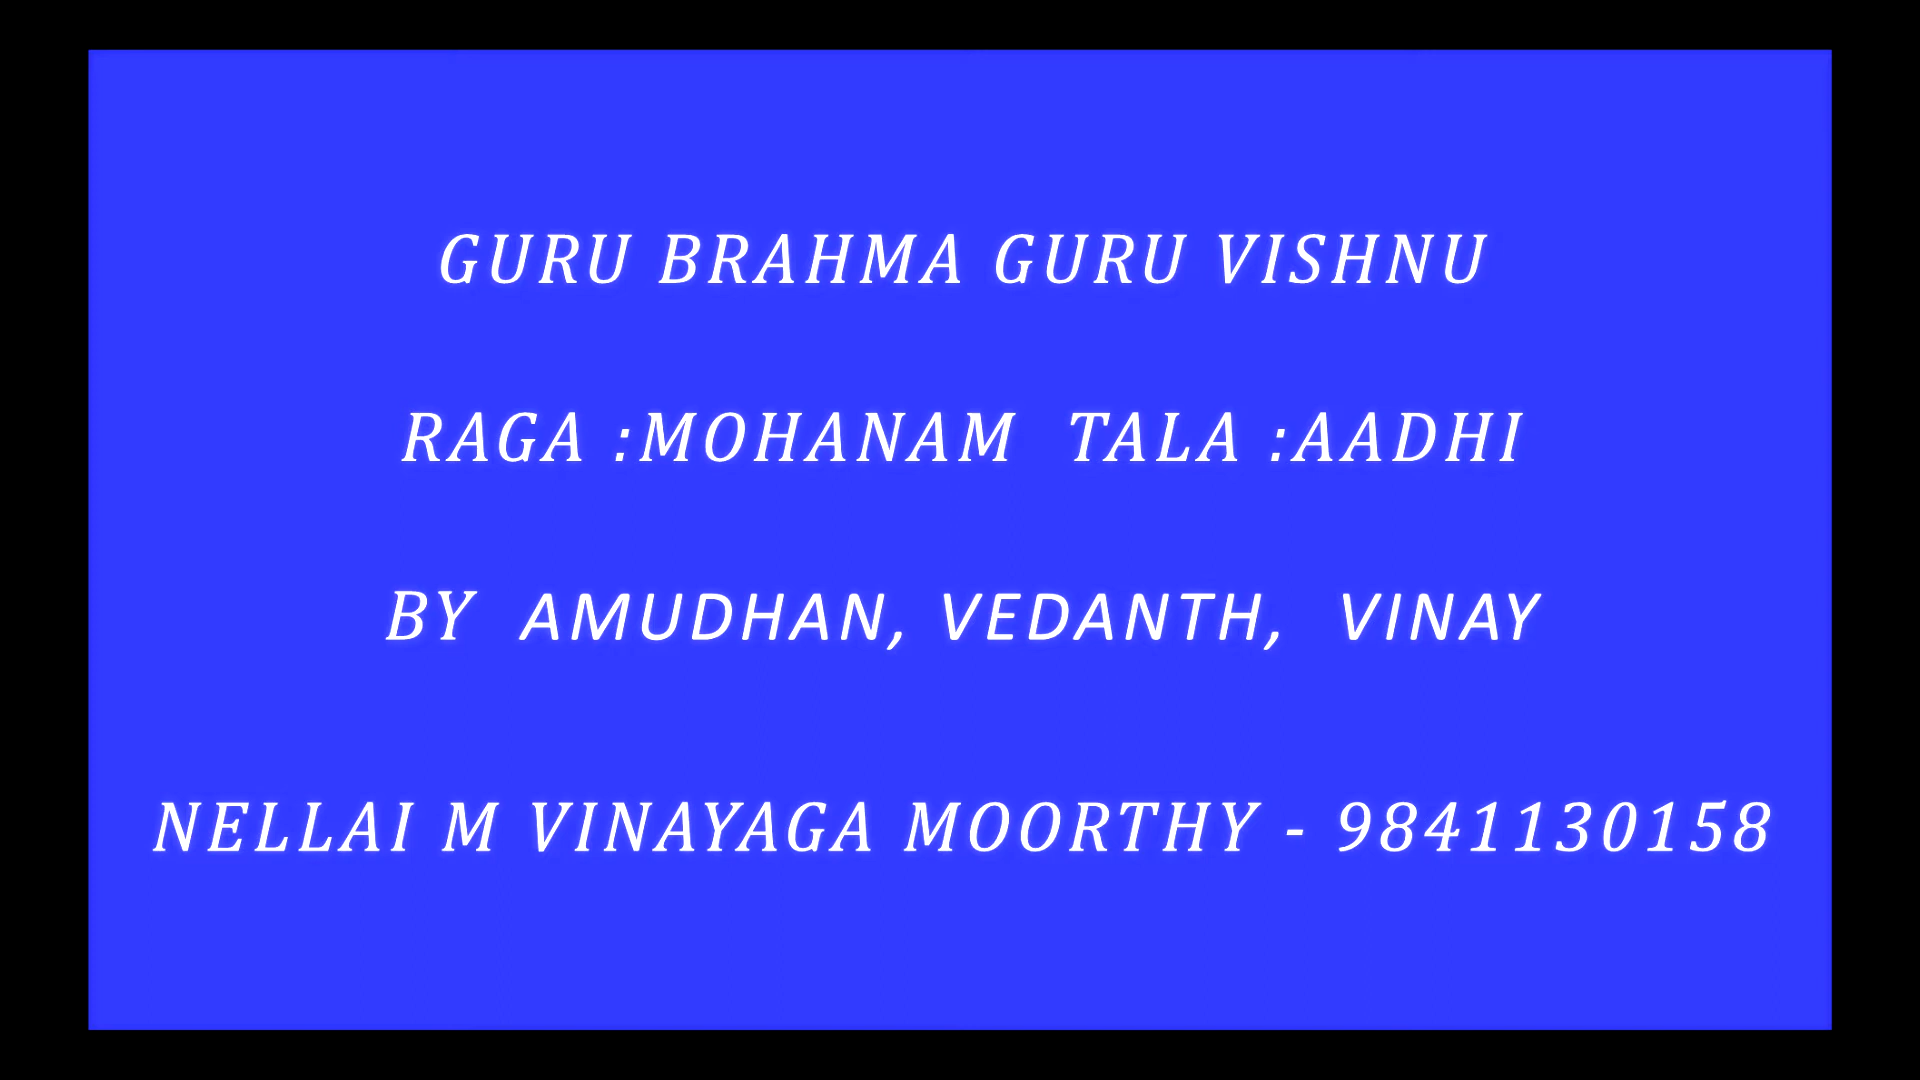 GURU BRAHMA GURU VISHNU
RAGA :MOHANAM TALA :AADHI
BY AMUDHAN, VEDANTH, VINAY
NELLAI M VINAYAGA MOORTHY - 9841130158